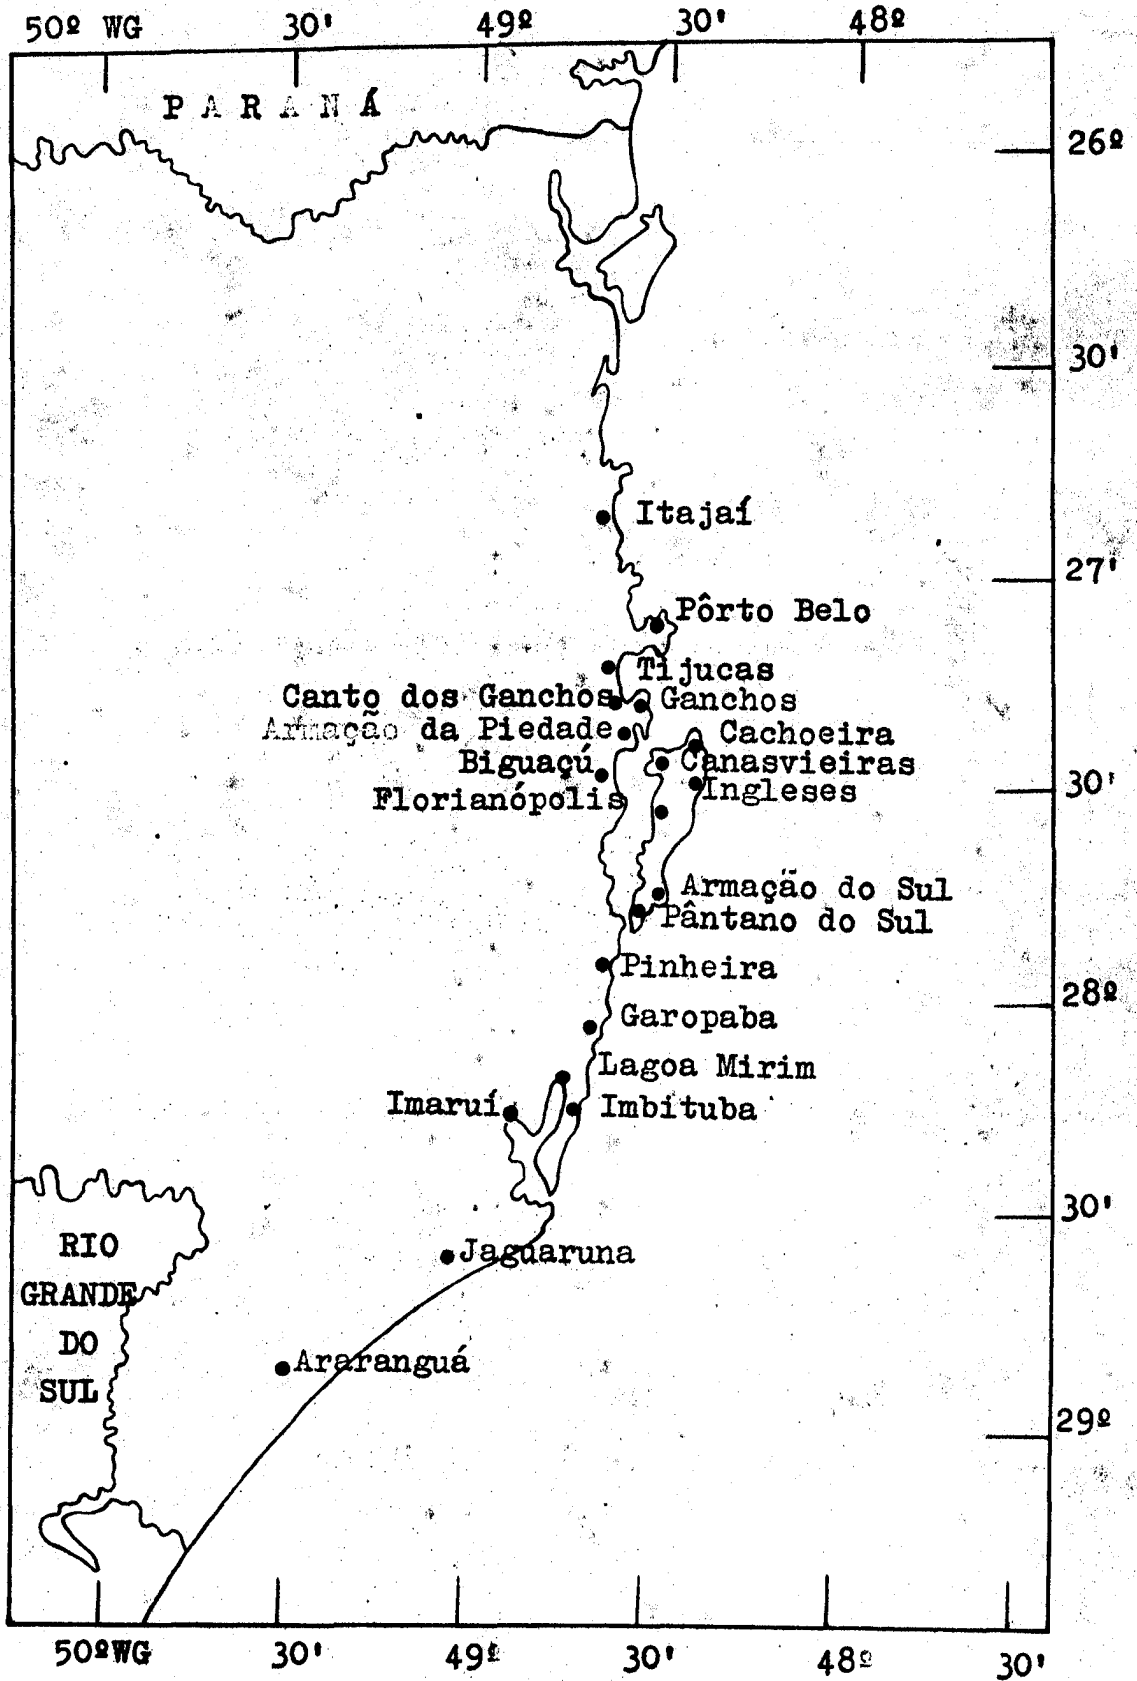 50º WG 30' 49º 30' 48º
PARANÁ
26º
30'
Itajaí
27'
Pôrto Belo
Tijucas
Canto dos Ganchos Ganchos
Armação da Piedade Cachoeira
Biguaçú Canasvieiras
Florianópolis Ingleses 30'
Armação do Sul
Pântano do Sul
Pinheira
28º
Garopaba
Lagoa Mirim
Imaruí Imbituba
30'
RIO
Jaguaruna
GRANDE
DO
Araranguá
SUL
29º
50º WG 30' 49º 30' 48º 30'